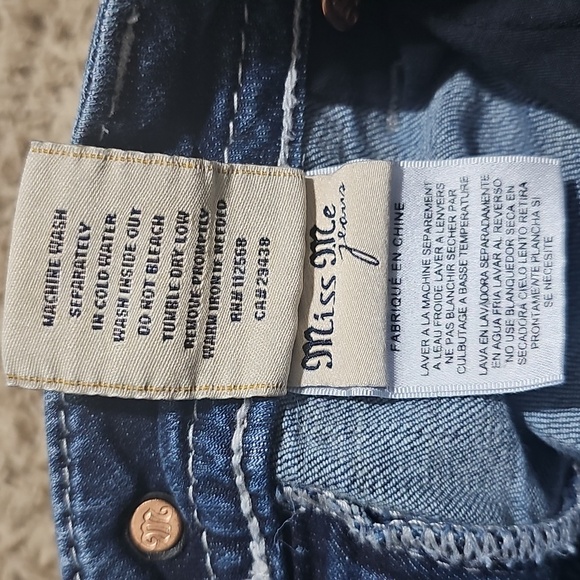 MACHINE WASH
SEPARATELY
IN COLD WATER
WASH INSIDE OUT
DO NOT BLEACH
TUMBLE DRY LOW
REMOVE PROMPTLY
WARM IRON IF NEEDED
RN# 112558
CA# 29438
Miss Me
jeans
FABRIQUÉ EN CHINE
LAVER A LA MACHINE SEPAREMENT
A LEAU FROIDE LAVER A LENVERS
NE PAS BLANCHIR SECHER PAR
CULBUTAGE A BASSE TEMPERATURE
LAVA EN LAVADORA SEPARADAMENTE
EN AGUA FRIA LAVAR AL REVERSO
NO USE BLANQUEDOR SECA EN
SECADORA CIELO LENTO RETIRA
PRONTAMENTE PLANCHA SI
SE NECESITE
M